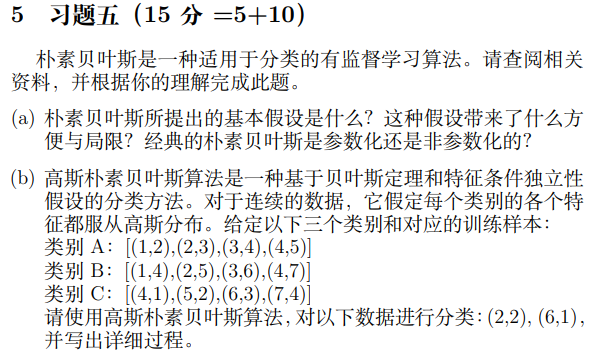 5 习题五（15 分 =5+10）
朴素贝叶斯是一种适用于分类的有监督学习算法。请查阅相关
资料，并根据你的理解完成此题。
(a) 朴素贝叶斯所提出的基本假设是什么？这种假设带来了什么方
便与局限？经典的朴素贝叶斯是参数化还是非参数化的？
(b) 高斯朴素贝叶斯算法是一种基于贝叶斯定理和特征条件独立性
假设的分类方法。对于连续的数据，它假定每个类别的各个特
征都服从高斯分布。给定以下三个类别和对应的训练样本：
类别 A：[(1,2),(2,3),(3,4),(4,5)]
类别 B：[(1,4),(2,5),(3,6),(4,7)]
类别 C：[(4,1),(5,2),(6,3),(7,4)]
请使用高斯朴素贝叶斯算法，对以下数据进行分类：(2,2), (6,1)，
并写出详细过程。